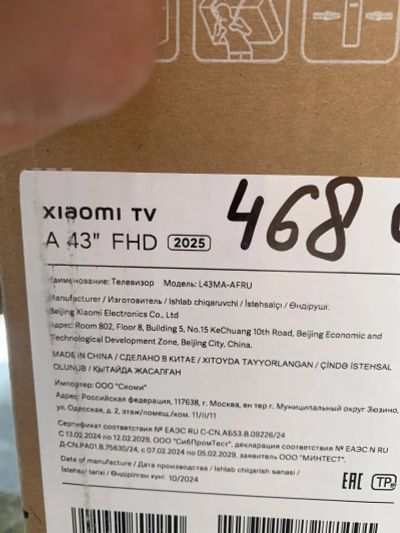 xiaomi TV
A 43" FHD 2025
468
Наименование: Телевизор Модель: L43MA-AFRU
Manufacturer / Изготовитель / Ishlab chiqaruvchi / İstehsalçı / Өндіруші:
Beijing Xiaomi Electronics Co., Ltd
Адрес: Room 802, Floor 8, Building 5, No.15 KeChuang 10th Road, Beijing Economic and
Technological Development Zone, Beijing City, China.
MADE IN CHINA / СДЕЛАНО В КИТАЕ / XITOYDA TAYYORLANGAN / ÇİNDƏ İSTEHSAL
OLUNUB / ҚЫТАЙДА ЖАСАЛҒАН
Импортер: ООО "Сяоми"
Адрес: Российская федерация, 117638, г. Москва, вн тер г. Муниципальный округ Зюзино,
ул. Одесская, д. 2, этаж/помещ./ком. 11/II/11
Сертификат соответствия № ЕАЭС RU С-CN.АБ53.В.09226/24
С 13.02.2024 по 12.02.2029, ООО "СибПромТест", декларация соответствия № ЕАЭС N RU
Д-CN.РА01.В.75630/24, с 07.02.2024 по 05.02.2029, заявитель ООО "МИНТЕСТ".
Date of manufacture / Дата производства / Ishlab chiqarish sanasi /
İstehsal tarixi / Өндірілген күні: 10/2024
EAC TP